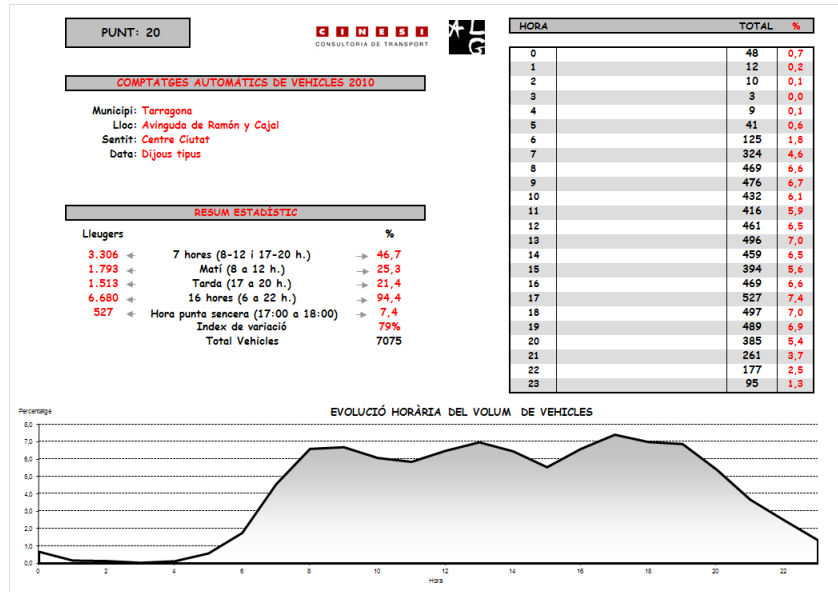 PUNT: 20
CINESI
CONSULTORIA DE TRANSPORT
ALG
COMPTATGES AUTOMÀTICS DE VEHICLES 2010
Municipi: Tarragona
Lloc: Avinguda de Ramón y Cajal
Sentit: Centre Ciutat
Data: Dijous tipus
RESUM ESTADÍSTIC
Lleugers %
3.306 7 hores (8-12 i 17-20 h.) 46,7
1.793 Matí (8 a 12 h.) 25,3
1.513 Tarda (17 a 20 h.) 21,4
6.680 16 hores (6 a 22 h.) 94,4
527 Hora punta sencera (17:00 a 18:00) 7,4
Index de variació 79%
Total Vehicles 7075
HORA TOTAL %
0 48 0,7
1 12 0,2
2 10 0,1
3 3 0,0
4 9 0,1
5 41 0,6
6 125 1,8
7 324 4,6
8 469 6,6
9 476 6,7
10 432 6,1
11 416 5,9
12 461 6,5
13 496 7,0
14 459 6,5
15 394 5,6
16 469 6,6
17 527 7,4
18 497 7,0
19 489 6,9
20 385 5,4
21 261 3,7
22 177 2,5
23 95 1,3
EVOLUCIÓ HORÀRIA DEL VOLUM DE VEHICLES
Percentatge
8,0
7,0
6,0
5,0
4,0
3,0
2,0
1,0
0,0
0 2 4 6 8 10 12 14 16 18 20 22
Hora